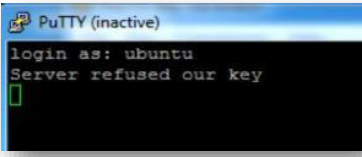 PuTTY (inactive)
login as: ubuntu
Server refused our key